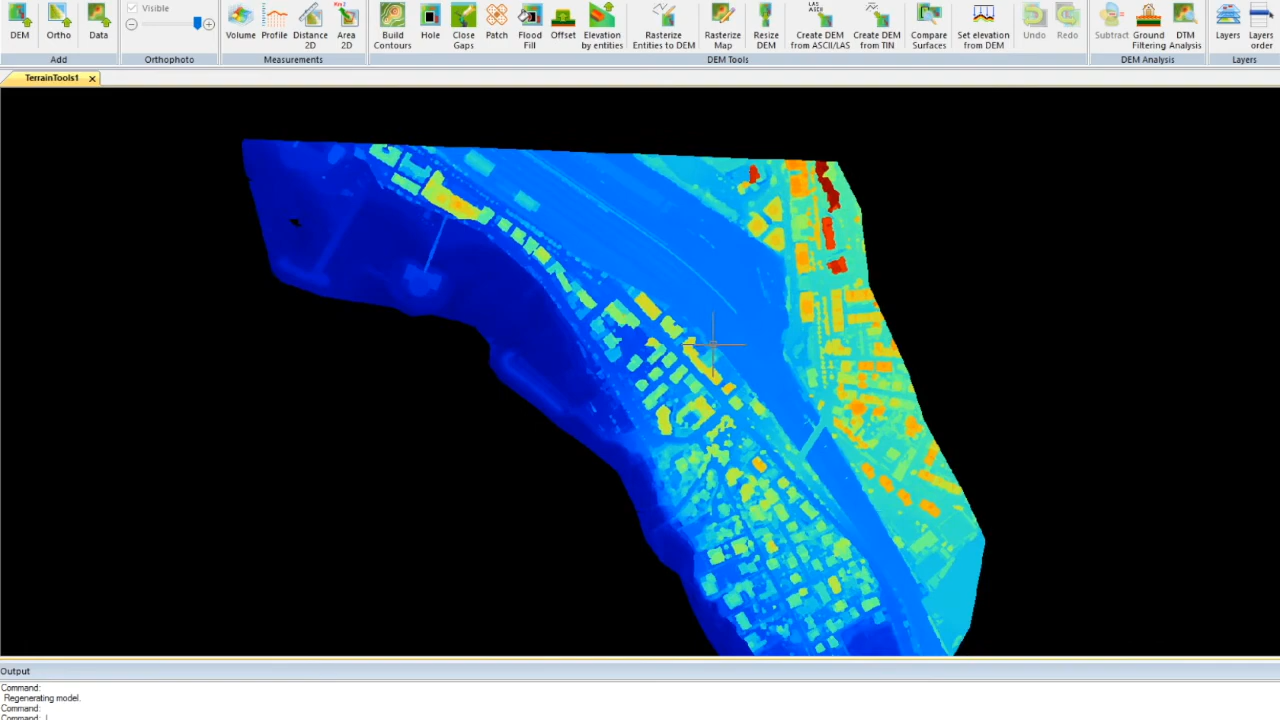 Visible
DEM
Ortho
Data
Volume
Profile
Distance 2D
Area 2D
Build Contours
Hole
Close Gaps
Patch
Flood Fill
Offset
Elevation by entities
Rasterize Entities to DEM
Rasterize Map
Resize DEM
LAS ASCII
Create DEM from ASCII/LAS
Create DEM from TIN
Compare Surfaces
Set elevation from DEM
Undo
Redo
Subtract
Ground Filtering
DTM Analysis
Layers
Layers order
Add
Orthophoto
Measurements
DEM Tools
DEM Analysis
Layers
TerrainTools1
Output
Command:
Regenerating model.
Command:
Command: